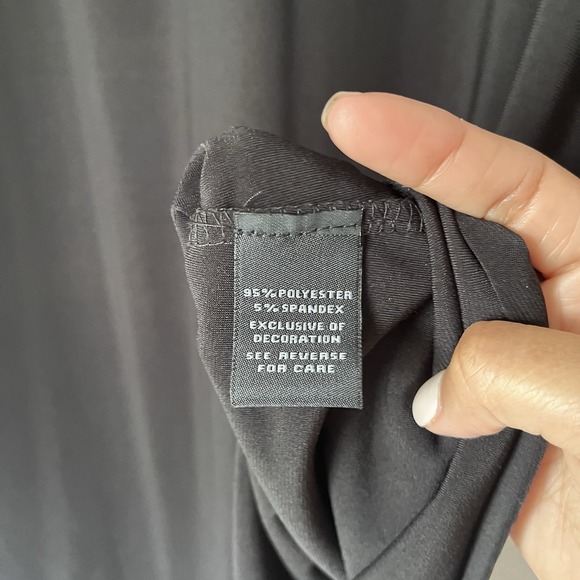 95% POLYESTER
5% SPANDEX
EXCLUSIVE OF
DECORATION
SEE REVERSE
FOR CARE